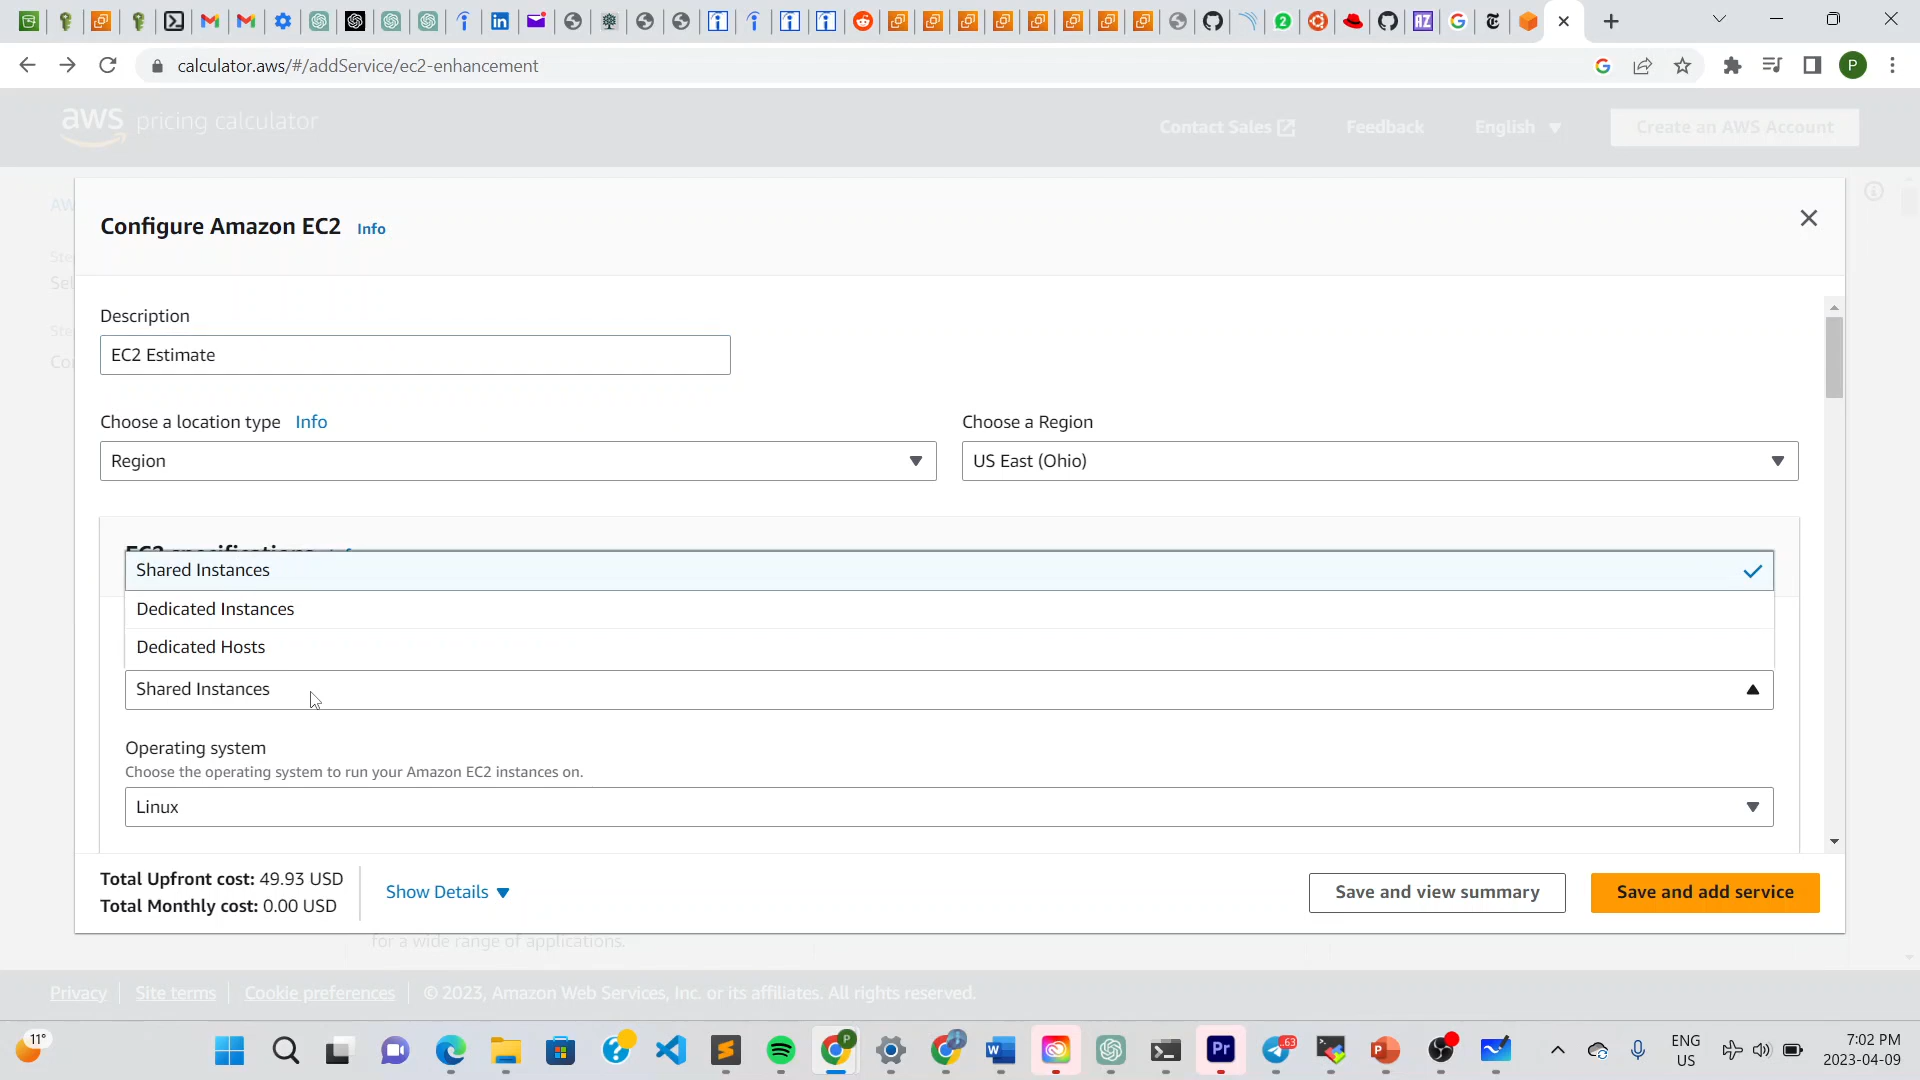 calculator.aws/#/addService/ec2-enhancement
P
aws pricing calculator
Contact Sales
Feedback
English
Create an AWS Account
Configure Amazon EC2 Info
Description
EC2 Estimate
Choose a location type Info
Choose a Region
Region
US East (Ohio)
Shared Instances
Dedicated Instances
Dedicated Hosts
Shared Instances
Operating system
Choose the operating system to run your Amazon EC2 instances on.
Linux
Total Upfront cost: 49.93 USD
Total Monthly cost: 0.00 USD
Show Details
Save and view summary
Save and add service
for a wide range of applications.
Privacy
Site terms
Cookie preferences
© 2023, Amazon Web Services, Inc. or its affiliates. All rights reserved.
11°
ENG
US
7:02 PM
2023-04-09